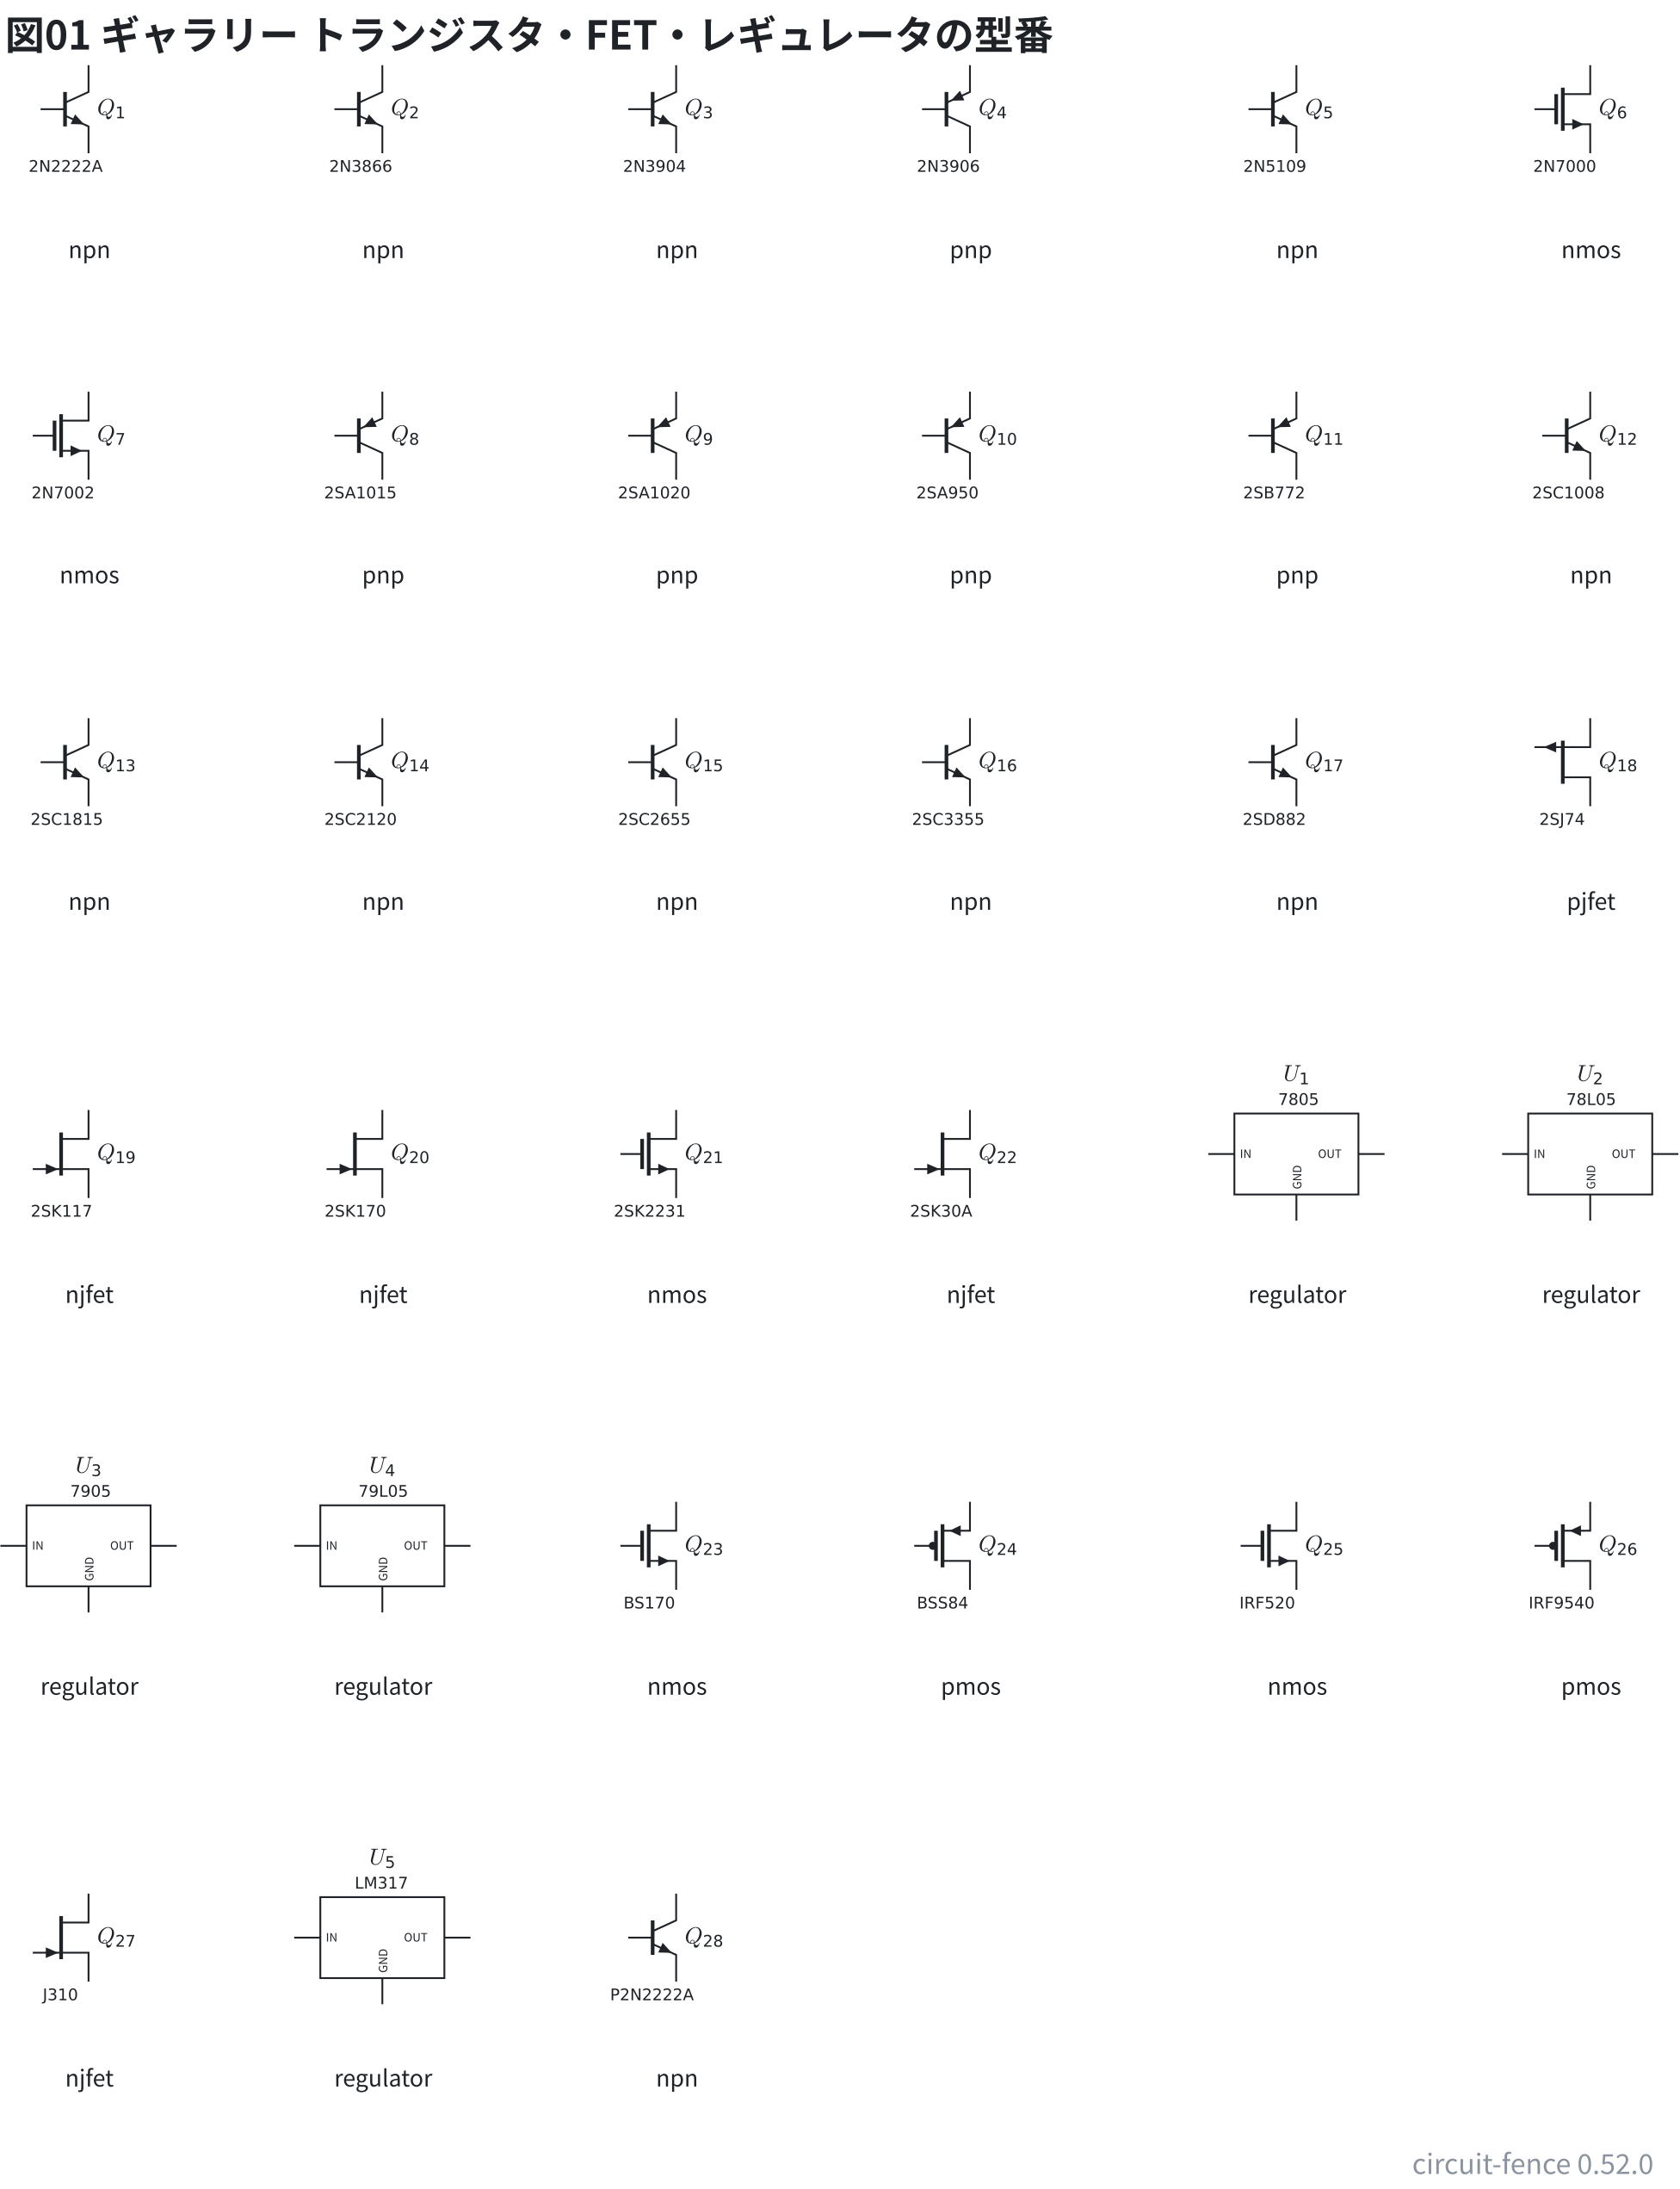 図01 ギャラリー トランジスタ・FET・レギュレータの型番
Q1 Q2 Q3 Q4 Q5 Q6
2N2222A 2N3866 2N3904 2N3906 2N5109 2N7000
npn npn npn pnp npn nmos
Q7 Q8 Q9 Q10 Q11 Q12
2N7002 2SA1015 2SA1020 2SA950 2SB772 2SC1008
nmos pnp pnp pnp pnp npn
Q13 Q14 Q15 Q16 Q17 Q18
2SC1815 2SC2120 2SC2655 2SC3355 2SD882 2SJ74
npn npn npn npn npn pjfet
U1 U2
7805 78L05
Q19 Q20 Q21 Q22 IN OUT GND IN OUT GND
2SK117 2SK170 2SK2231 2SK30A
njfet njfet nmos njfet regulator regulator
U3 U4
7905 79L05
IN OUT GND IN OUT GND Q23 Q24 Q25 Q26
BS170 BSS84 IRF520 IRF9540
regulator regulator nmos pmos nmos pmos
U5
LM317
Q27 IN OUT GND Q28
J310 P2N2222A
njfet regulator npn
circuit-fence 0.52.0